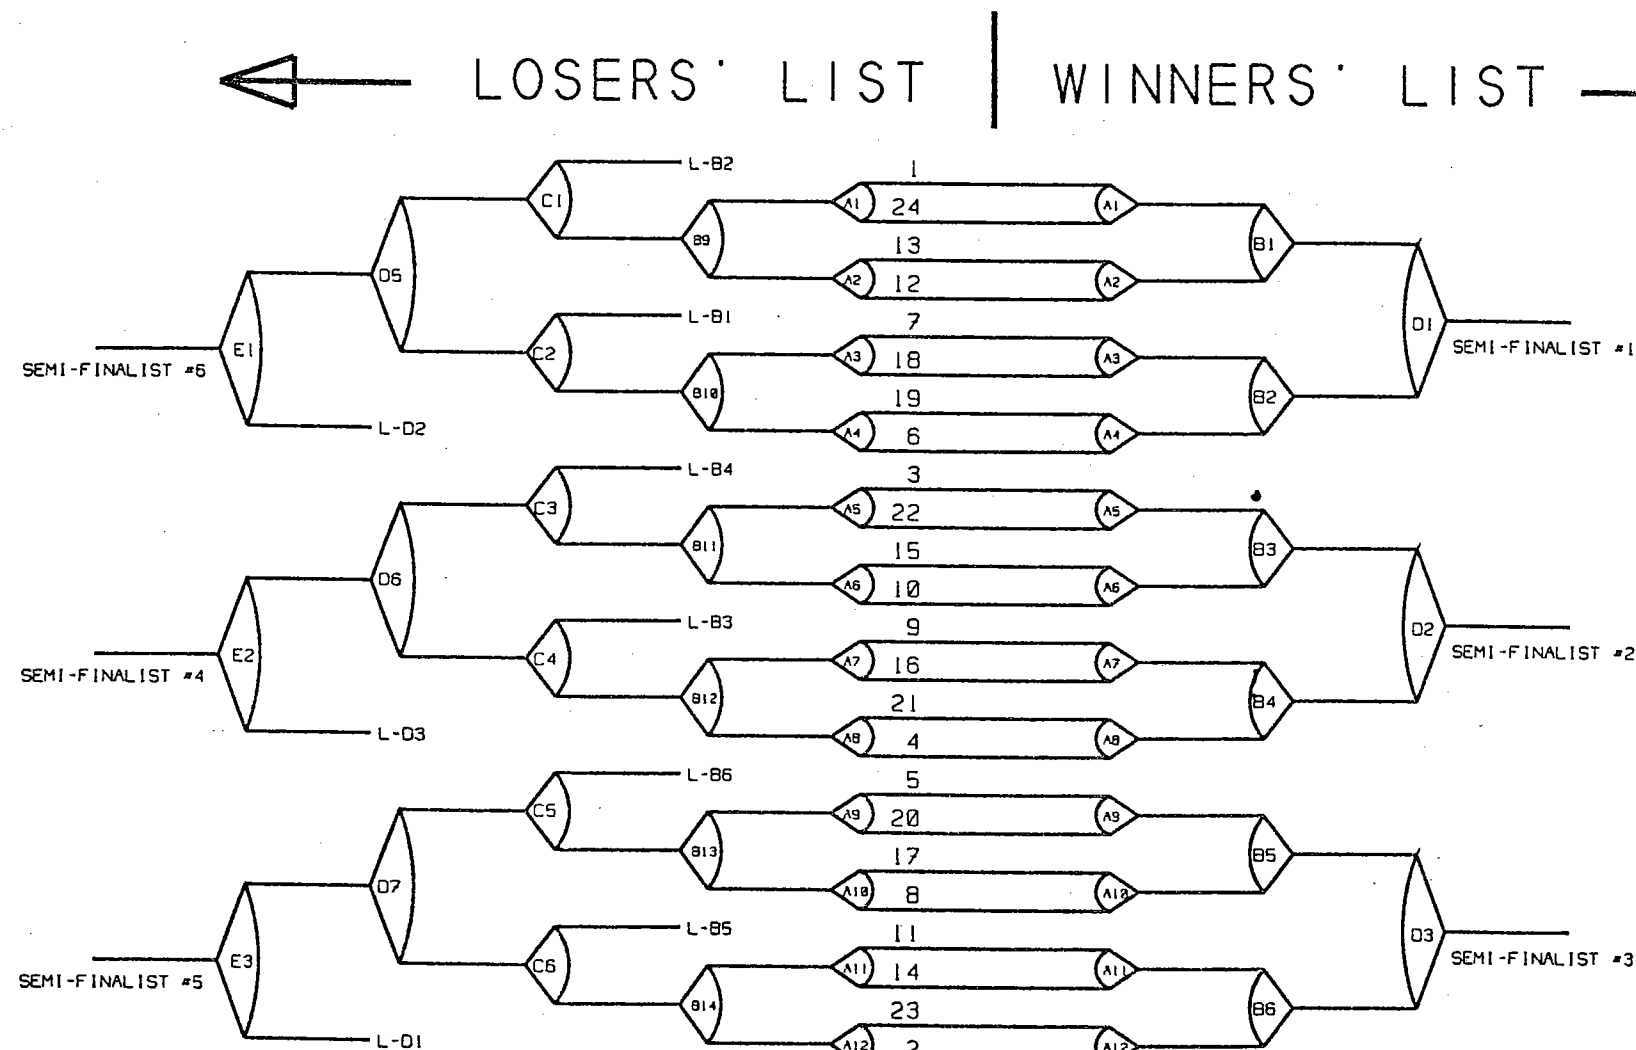 LOSERS' LIST | WINNERS' LIST
L-B2
1
C1
A1 24 A1
B9
B1
13
D5
A2 12 A2
L-B1
7
D1
E1
C2
A3 18 A3
SEMI-FINALIST #6
SEMI-FINALIST #1
B10
B2
19
L-D2
A4 6 A4
L-B4
3
C3
A5 22 A5
B11
B3
15
D6
A6 10 A6
L-B3
9
D2
E2
C4
A7 16 A7
SEMI-FINALIST #4
SEMI-FINALIST #2
B12
B4
21
L-D3
A8 4 A8
L-B6
5
C5
A9 20 A9
B13
B5
17
D7
A10 8 A10
L-B5
11
D3
E3
C6
A11 14 A11
SEMI-FINALIST #5
SEMI-FINALIST #3
B14
B6
23
L-D1
A12 2 A12